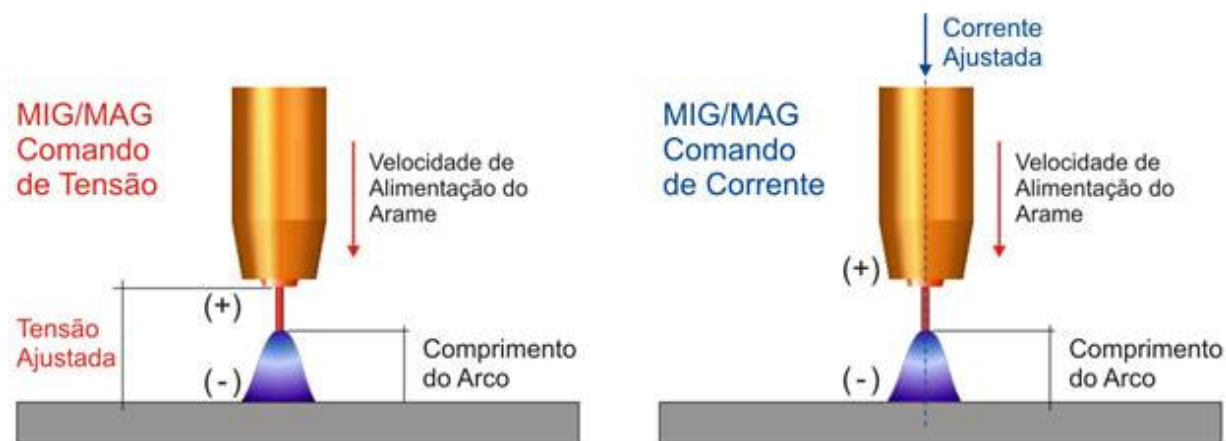 MIG/MAG
Comando
de Tensão
Velocidade de
Alimentação do
Arame
(+)
Tensão
Ajustada
(-)
Comprimento
do Arco
Corrente
Ajustada
MIG/MAG
Comando
de Corrente
Velocidade de
Alimentação do
Arame
(+)
(-)
Comprimento
do Arco